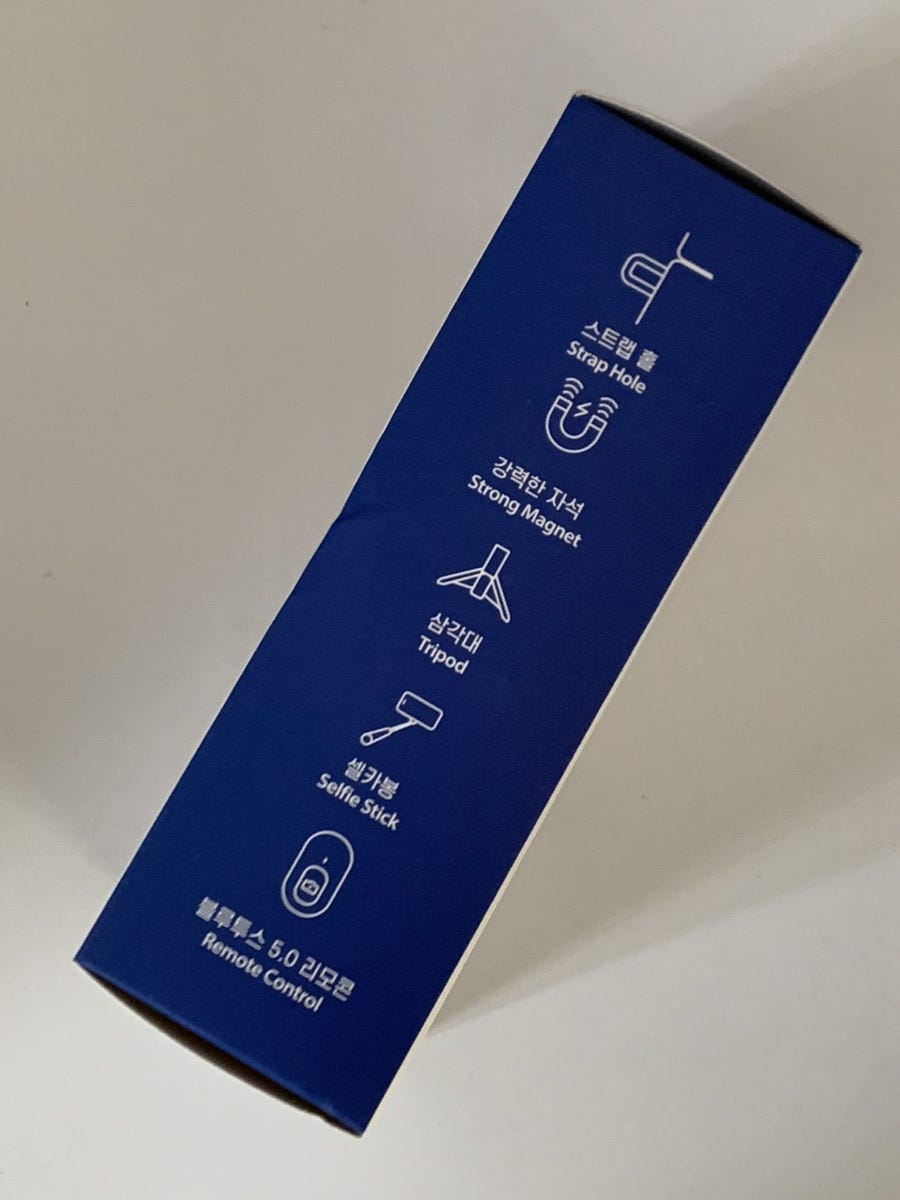 스트랩 홀
Strap Hole
강력한 자석
Strong Magnet
삼각대
Tripod
셀카봉
Selfie Stick
블루투스 5.0 리모콘
Remote Control